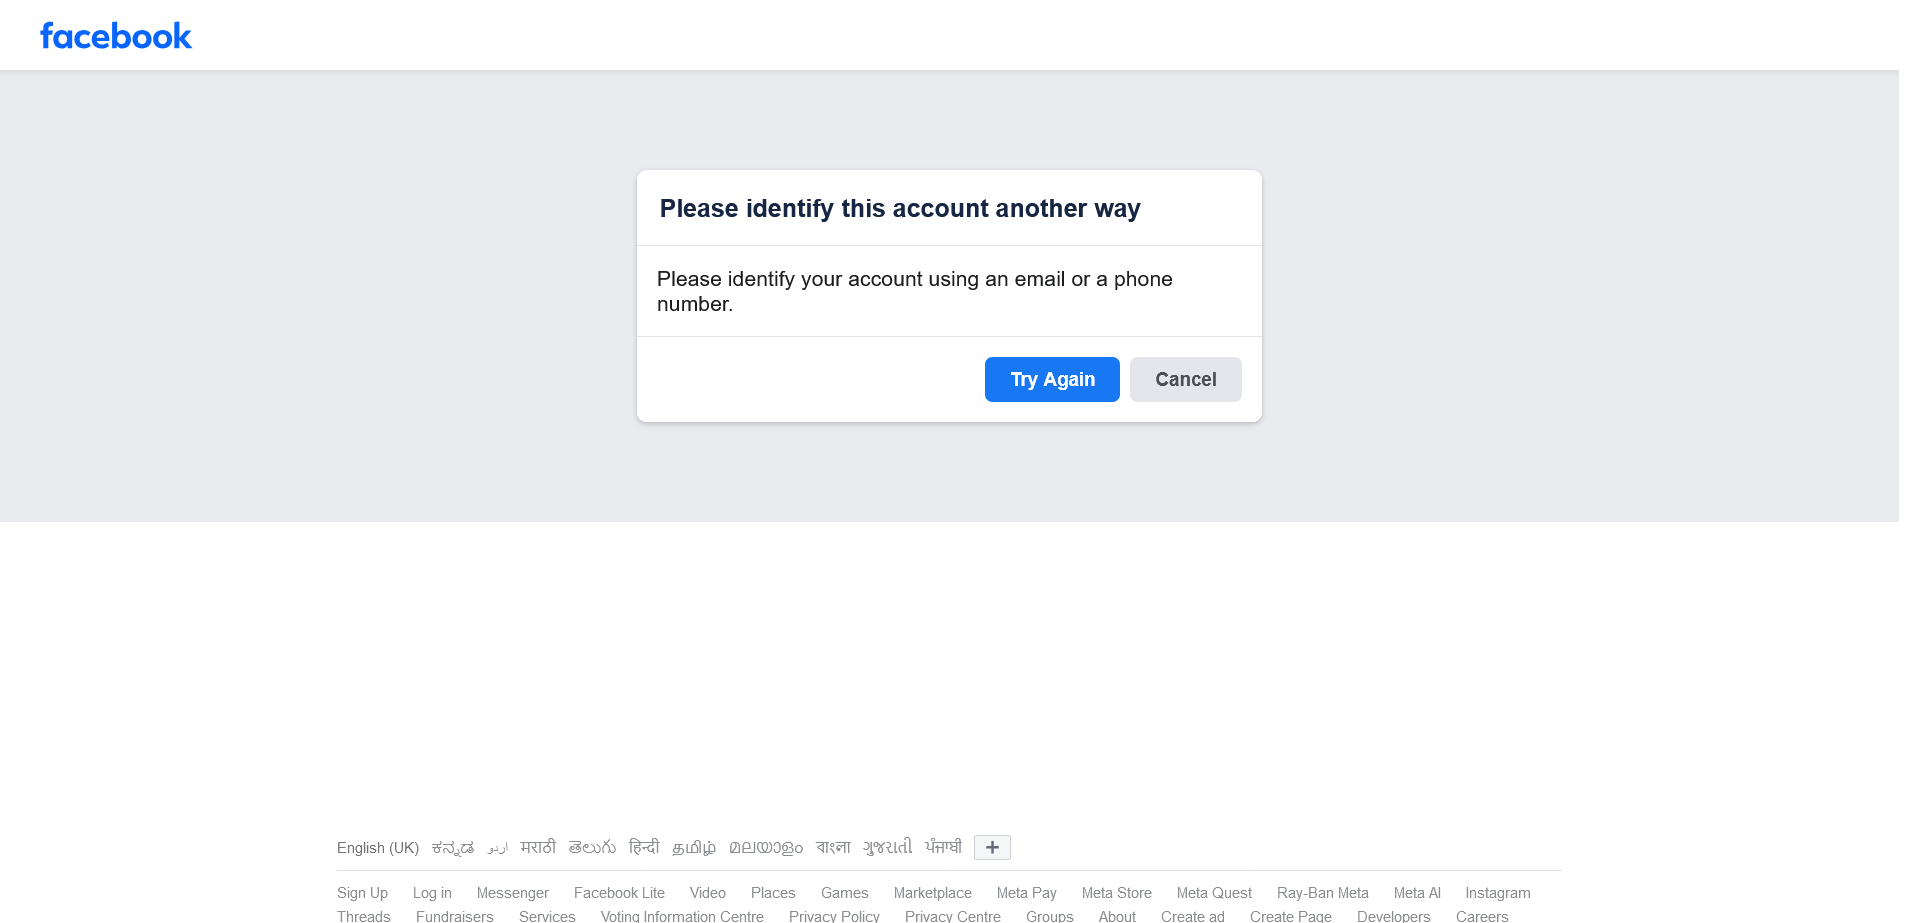 facebook
Please identify this account another way
Please identify your account using an email or a phone
number.
Try Again Cancel
English (UK) ಕನ್ನಡ اردو मराठी తెలుగు हिन्दी தமிழ் മലയാളം বাংলা ગુજરાતી ਪੰਜਾਬੀ +
Sign Up Log in Messenger Facebook Lite Video Places Games Marketplace Meta Pay Meta Store Meta Quest Ray-Ban Meta Meta AI Instagram
Threads Fundraisers Services Voting Information Centre Privacy Policy Privacy Centre Groups About Create ad Create Page Developers Careers